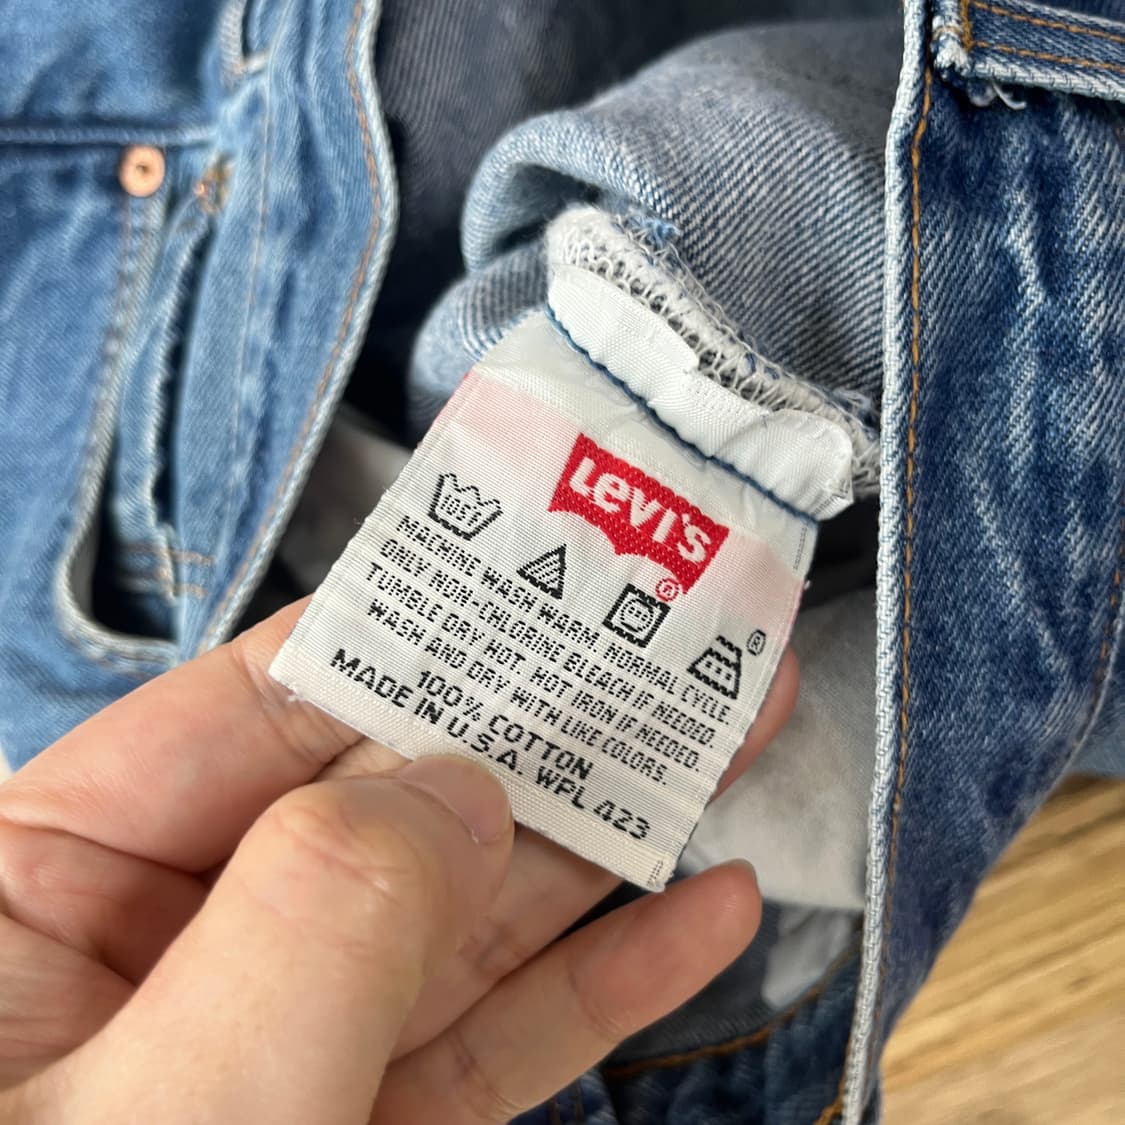 Levi's
®
105F
®
MACHINE WASH WARM, NORMAL CYCLE.
ONLY NON-CHLORINE BLEACH IF NEEDED.
TUMBLE DRY HOT. HOT IRON IF NEEDED.
WASH AND DRY WITH LIKE COLORS.
100% COTTON
MADE IN U.S.A. WPL 423